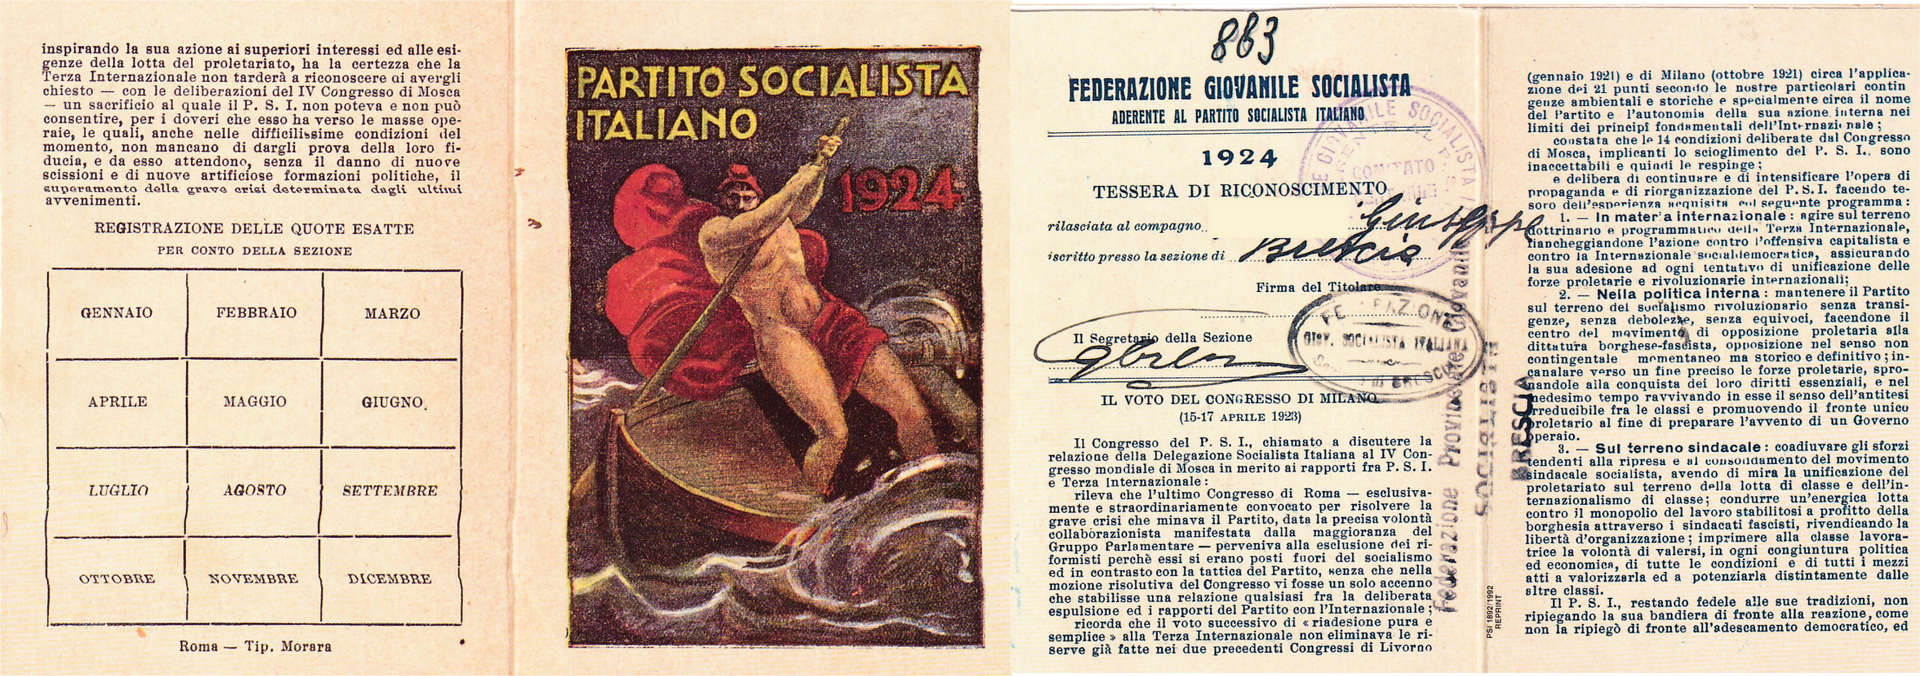 inspirando la sua azione ai superiori interessi ed alle esi-
genze della lotta del proletariato, ha la certezza che la
Terza Internazionale non tarderà a riconoscere di avergli
chiesto — con le deliberazioni del IV Congresso di Mosca
— un sacrificio al quale il P. S. I. non poteva e non può
consentire, per i doveri che esso ha verso le masse ope-
raie, le quali, anche nelle difficilissime condizioni del
momento, non mancano di dargli prova della loro fi-
ducia, e da esso attendono, senza il danno di nuove
scissioni e di nuove artificiose formazioni politiche, il
superamento della grave crisi determinata dagli ultimi
avvenimenti.
REGISTRAZIONE DELLE QUOTE ESATTE
PER CONTO DELLA SEZIONE
GENNAIO FEBBRAIO MARZO
APRILE MAGGIO GIUGNO
LUGLIO AGOSTO SETTEMBRE
OTTOBRE NOVEMBRE DICEMBRE
Roma — Tip. Morara
PARTITO SOCIALISTA
ITALIANO
1924
883
FEDERAZIONE GIOVANILE SOCIALISTA
ADERENTE AL PARTITO SOCIALISTA ITALIANO
1924
TESSERA DI RICONOSCIMENTO
rilasciata al compagno Giuseppe
iscritto presso la sezione di Brescia
Firma del Titolare
Il Segretario della Sezione
GIOV. SOCIALISTA ITALIANA
IL VOTO DEL CONGRESSO DI MILANO
(15-17 APRILE 1923)
Il Congresso del P. S. I., chiamato a discutere la
relazione della Delegazione Socialista Italiana al IV Con-
gresso mondiale di Mosca in merito ai rapporti fra P. S. I.
e Terza Internazionale :
rileva che l'ultimo Congresso di Roma — esclusiva-
mente e straordinariamente convocato per risolvere la
grave crisi che minava il Partito, data la precisa volontà
collaborazionista manifestata dalla maggioranza del
Gruppo Parlamentare — perveniva alla esclusione dei ri-
formisti perchè essi si erano posti fuori del socialismo
ed in contrasto con la tattica del Partito, senza che nella
mozione risolutiva del Congresso vi fosse un solo accenno
che stabilisse una relazione qualsiasi fra la deliberata
espulsione ed i rapporti del Partito con l'Internazionale ;
ricorda che il voto successivo di « riadesione pura e
semplice » alla Terza Internazionale non eliminava le ri-
serve già fatte nei due precedenti Congressi di Livorno
Federazione Provinciale Giovanile
SOCIALISTA
BRESCIA
PSI 1892/1992
REPRINT
(gennaio 1921) e di Milano (ottobre 1921) circa l'applica-
zione dei 21 punti secondo le nostre particolari contin
genze ambientali e storiche e specialmente circa il nome
del Partito e l'autonomia della sua azione interna nei
limiti dei principî fondamentali dell'Internazionale ;
constata che le 14 condizioni deliberate dal Congresso
di Mosca, implicanti lo scioglimento del P. S. I., sono
inaccettabili e quindi le respinge ;
e delibera di continuare e di intensificare l'opera di
propaganda e di riorganizzazione del P. S. I. facendo te-
soro dell'esperienza acquisita col seguente programma :
1. — In materia internazionale : agire sul terreno
dottrinario e programmatico della Terza Internazionale,
fiancheggiandone l'azione contro l'offensiva capitalista e
contro la Internazionale socialdemocratica, assicurando
la sua adesione ad ogni tentativo di unificazione delle
forze proletarie e rivoluzionarie internazionali;
2. — Nella politica interna : mantenere il Partito
sul terreno del socialismo rivoluzionario senza transi-
genze, senza debolezze, senza equivoci, facendone il
centro del movimento di opposizione proletaria alla
dittatura borghese-fascista, opposizione nel senso non
contingentale momentaneo ma storico e definitivo ; in-
canalare verso un fine preciso le forze proletarie, spro-
nandole alla conquista dei loro diritti essenziali, e nel
medesimo tempo ravvivando in esse il senso dell'antitesi
irreducibile fra le classi e promuovendo il fronte unico
proletario al fine di preparare l'avvento di un Governo
operaio.
3. — Sul terreno sindacale : coadiuvare gli sforzi
tendenti alla ripresa e al consolidamento del movimento
sindacale socialista, avendo di mira la unificazione del
proletariato sul terreno della lotta di classe e dell'in-
ternazionalismo di classe ; condurre un'energica lotta
contro il monopolio del lavoro stabilitosi a profitto della
borghesia attraverso i sindacati fascisti, rivendicando la
libertà d'organizzazione ; imprimere alla classe lavora-
trice la volontà di valersi, in ogni congiuntura politica
ed economica, di tutte le condizioni e di tutti i mezzi
atti a valorizzarla ed a potenziarla distintamente dalle
altre classi.
Il P. S. I., restando fedele alle sue tradizioni, non
ripiegando la sua bandiera di fronte alla reazione, come
non la ripiegò di fronte all'adescamento democratico, ed